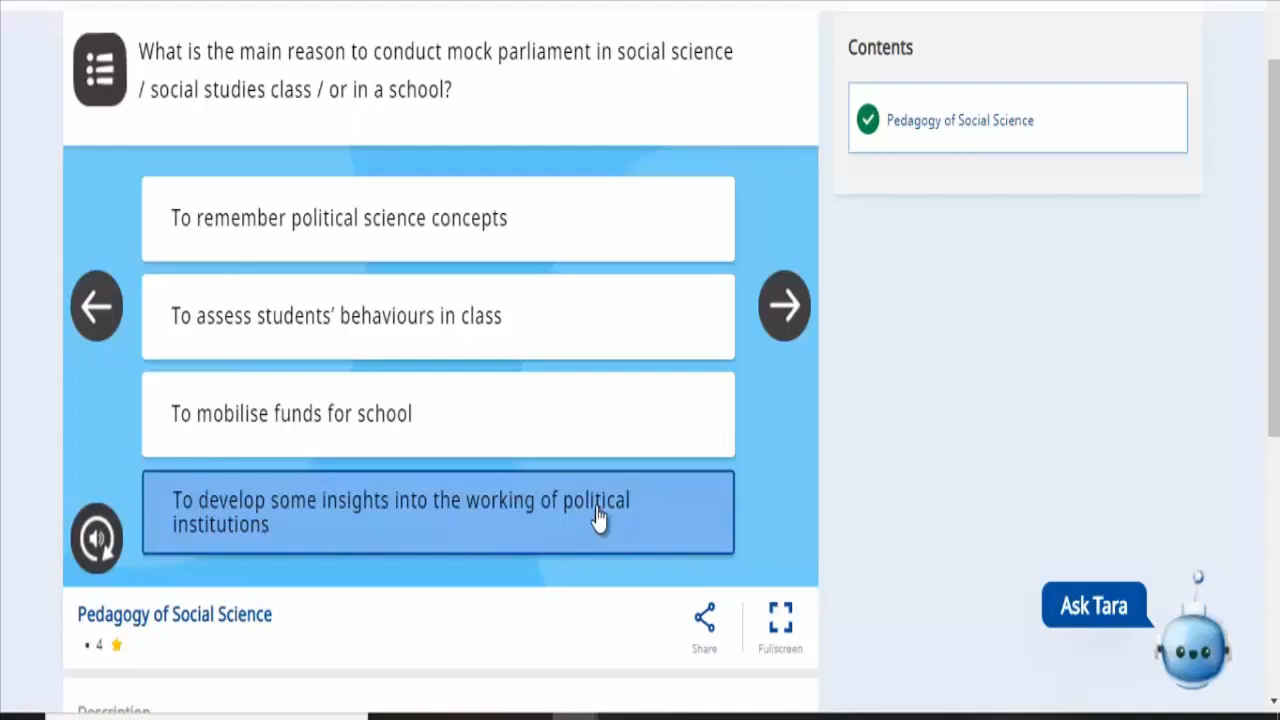 What is the main reason to conduct mock parliament in social science
/ social studies class / or in a school?
To remember political science concepts
To assess students’ behaviours in class
To mobilise funds for school
To develop some insights into the working of political
institutions
Pedagogy of Social Science
• 4
Share
Fullscreen
Description
Contents
Pedagogy of Social Science
Ask Tara